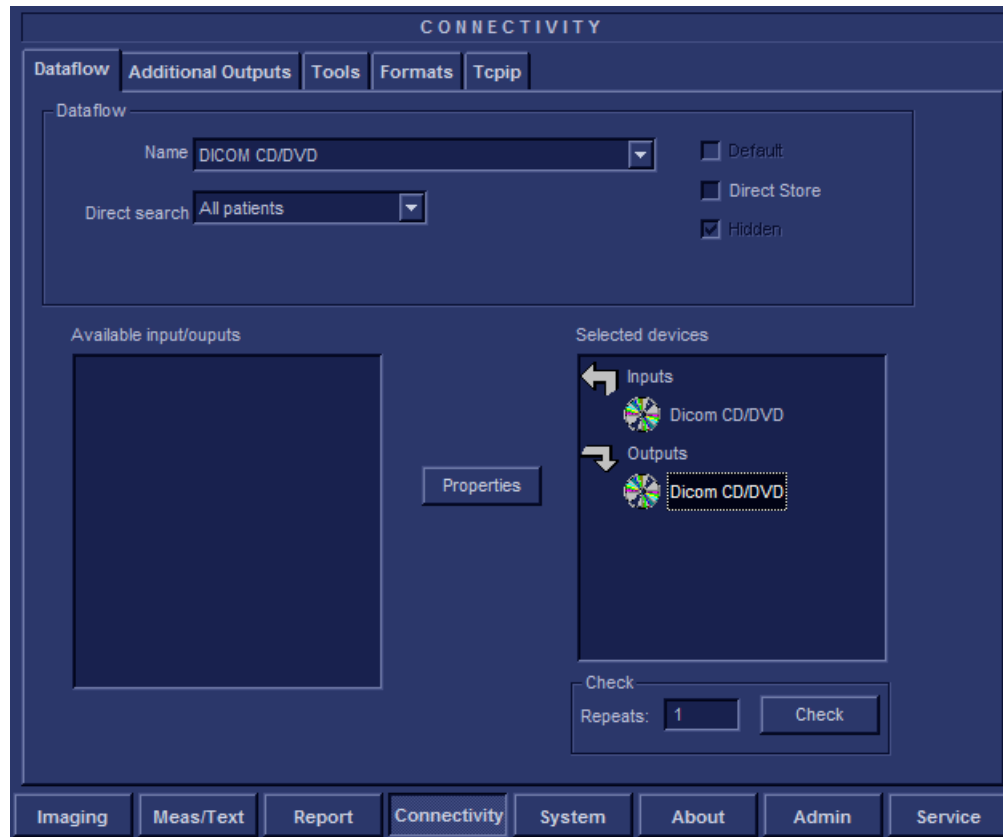 CONNECTIVITY
Dataflow Additional Outputs Tools Formats Tcpip
Dataflow
Name DICOM CD/DVD Default
Direct Store
Direct search All patients
Hidden
Available input/ouputs Selected devices
Inputs
Dicom CD/DVD
Outputs
Properties Dicom CD/DVD
Check
Repeats: 1 Check
Imaging Meas/Text Report Connectivity System About Admin Service